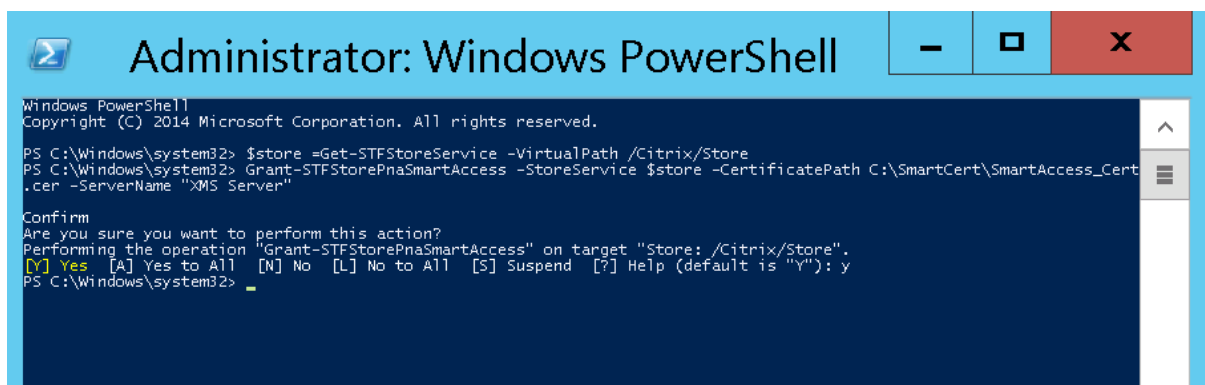 Administrator: Windows PowerShell
Windows PowerShell
Copyright (C) 2014 Microsoft Corporation. All rights reserved.
PS C:\Windows\system32> $store =Get-STFStoreService -VirtualPath /Citrix/Store
PS C:\Windows\system32> Grant-STFStorePnaSmartAccess -StoreService $store -CertificatePath C:\SmartCert\SmartAccess_Cert
.cer -ServerName "XMS Server"
Confirm
Are you sure you want to perform this action?
Performing the operation "Grant-STFStorePnaSmartAccess" on target "Store: /Citrix/Store".
[Y] Yes  [A] Yes to All  [N] No  [L] No to All  [S] Suspend  [?] Help (default is "Y"): y
PS C:\Windows\system32> _